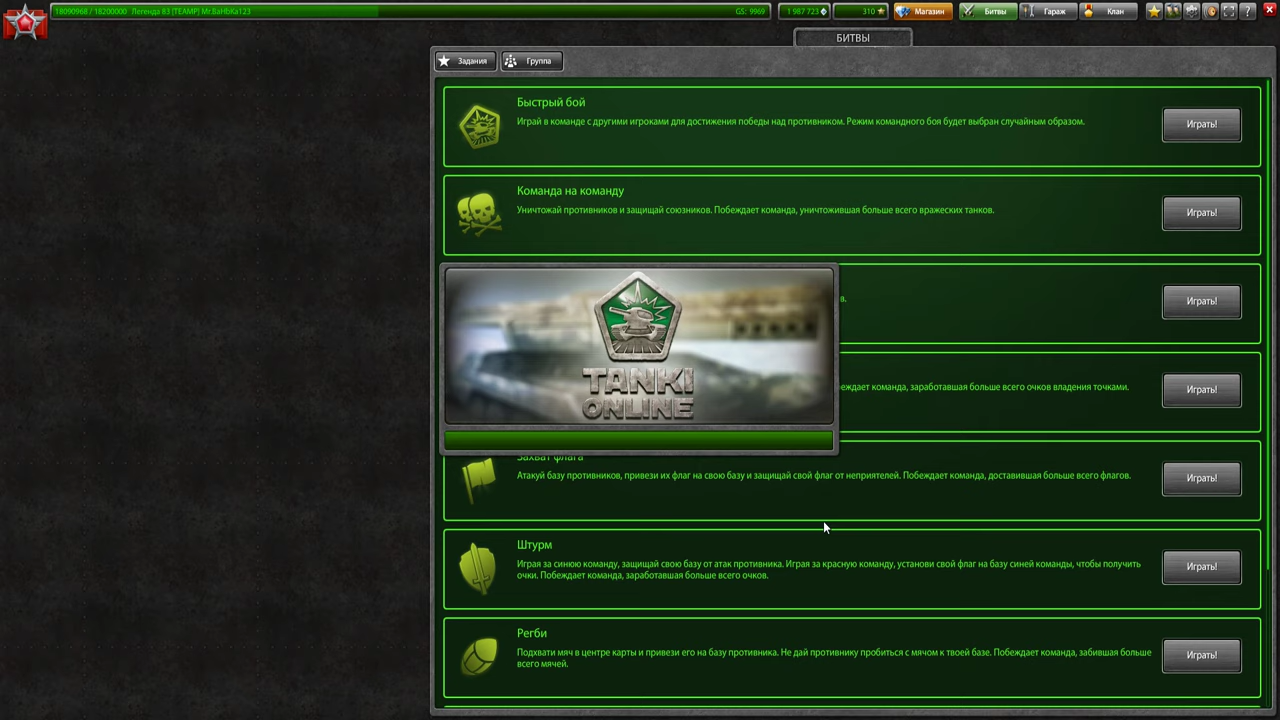 18090968 / 18200000 Легенда 83 [TEAMP] Mr.BaHbKa123
GS: 9969
1 987 723
310
Магазин
Битвы
Гараж
Клан
?
БИТВЫ
Задания
Группа
Быстрый бой
Играй в команде с другими игроками для достижения победы над противником. Режим командного боя будет выбран случайным образом.
Играть!
Команда на команду
Уничтожай противников и защищай союзников. Побеждает команда, уничтожившая больше всего вражеских танков.
Играть!
в.
Играть!
TANKI
ONLINE
еждает команда, заработавшая больше всего очков владения точками.
Играть!
Захват флага
Атакуй базу противников, привези их флаг на свою базу и защищай свой флаг от неприятелей. Побеждает команда, доставившая больше всего флагов.
Играть!
Штурм
Играя за синюю команду, защищай свою базу от атак противника. Играя за красную команду, установи свой флаг на базу синей команды, чтобы получить
очки. Побеждает команда, заработавшая больше всего очков.
Играть!
Регби
Подхвати мяч в центре карты и привези его на базу противника. Не дай противнику пробиться с мячом к твоей базе. Побеждает команда, забившая больше
всего мячей.
Играть!